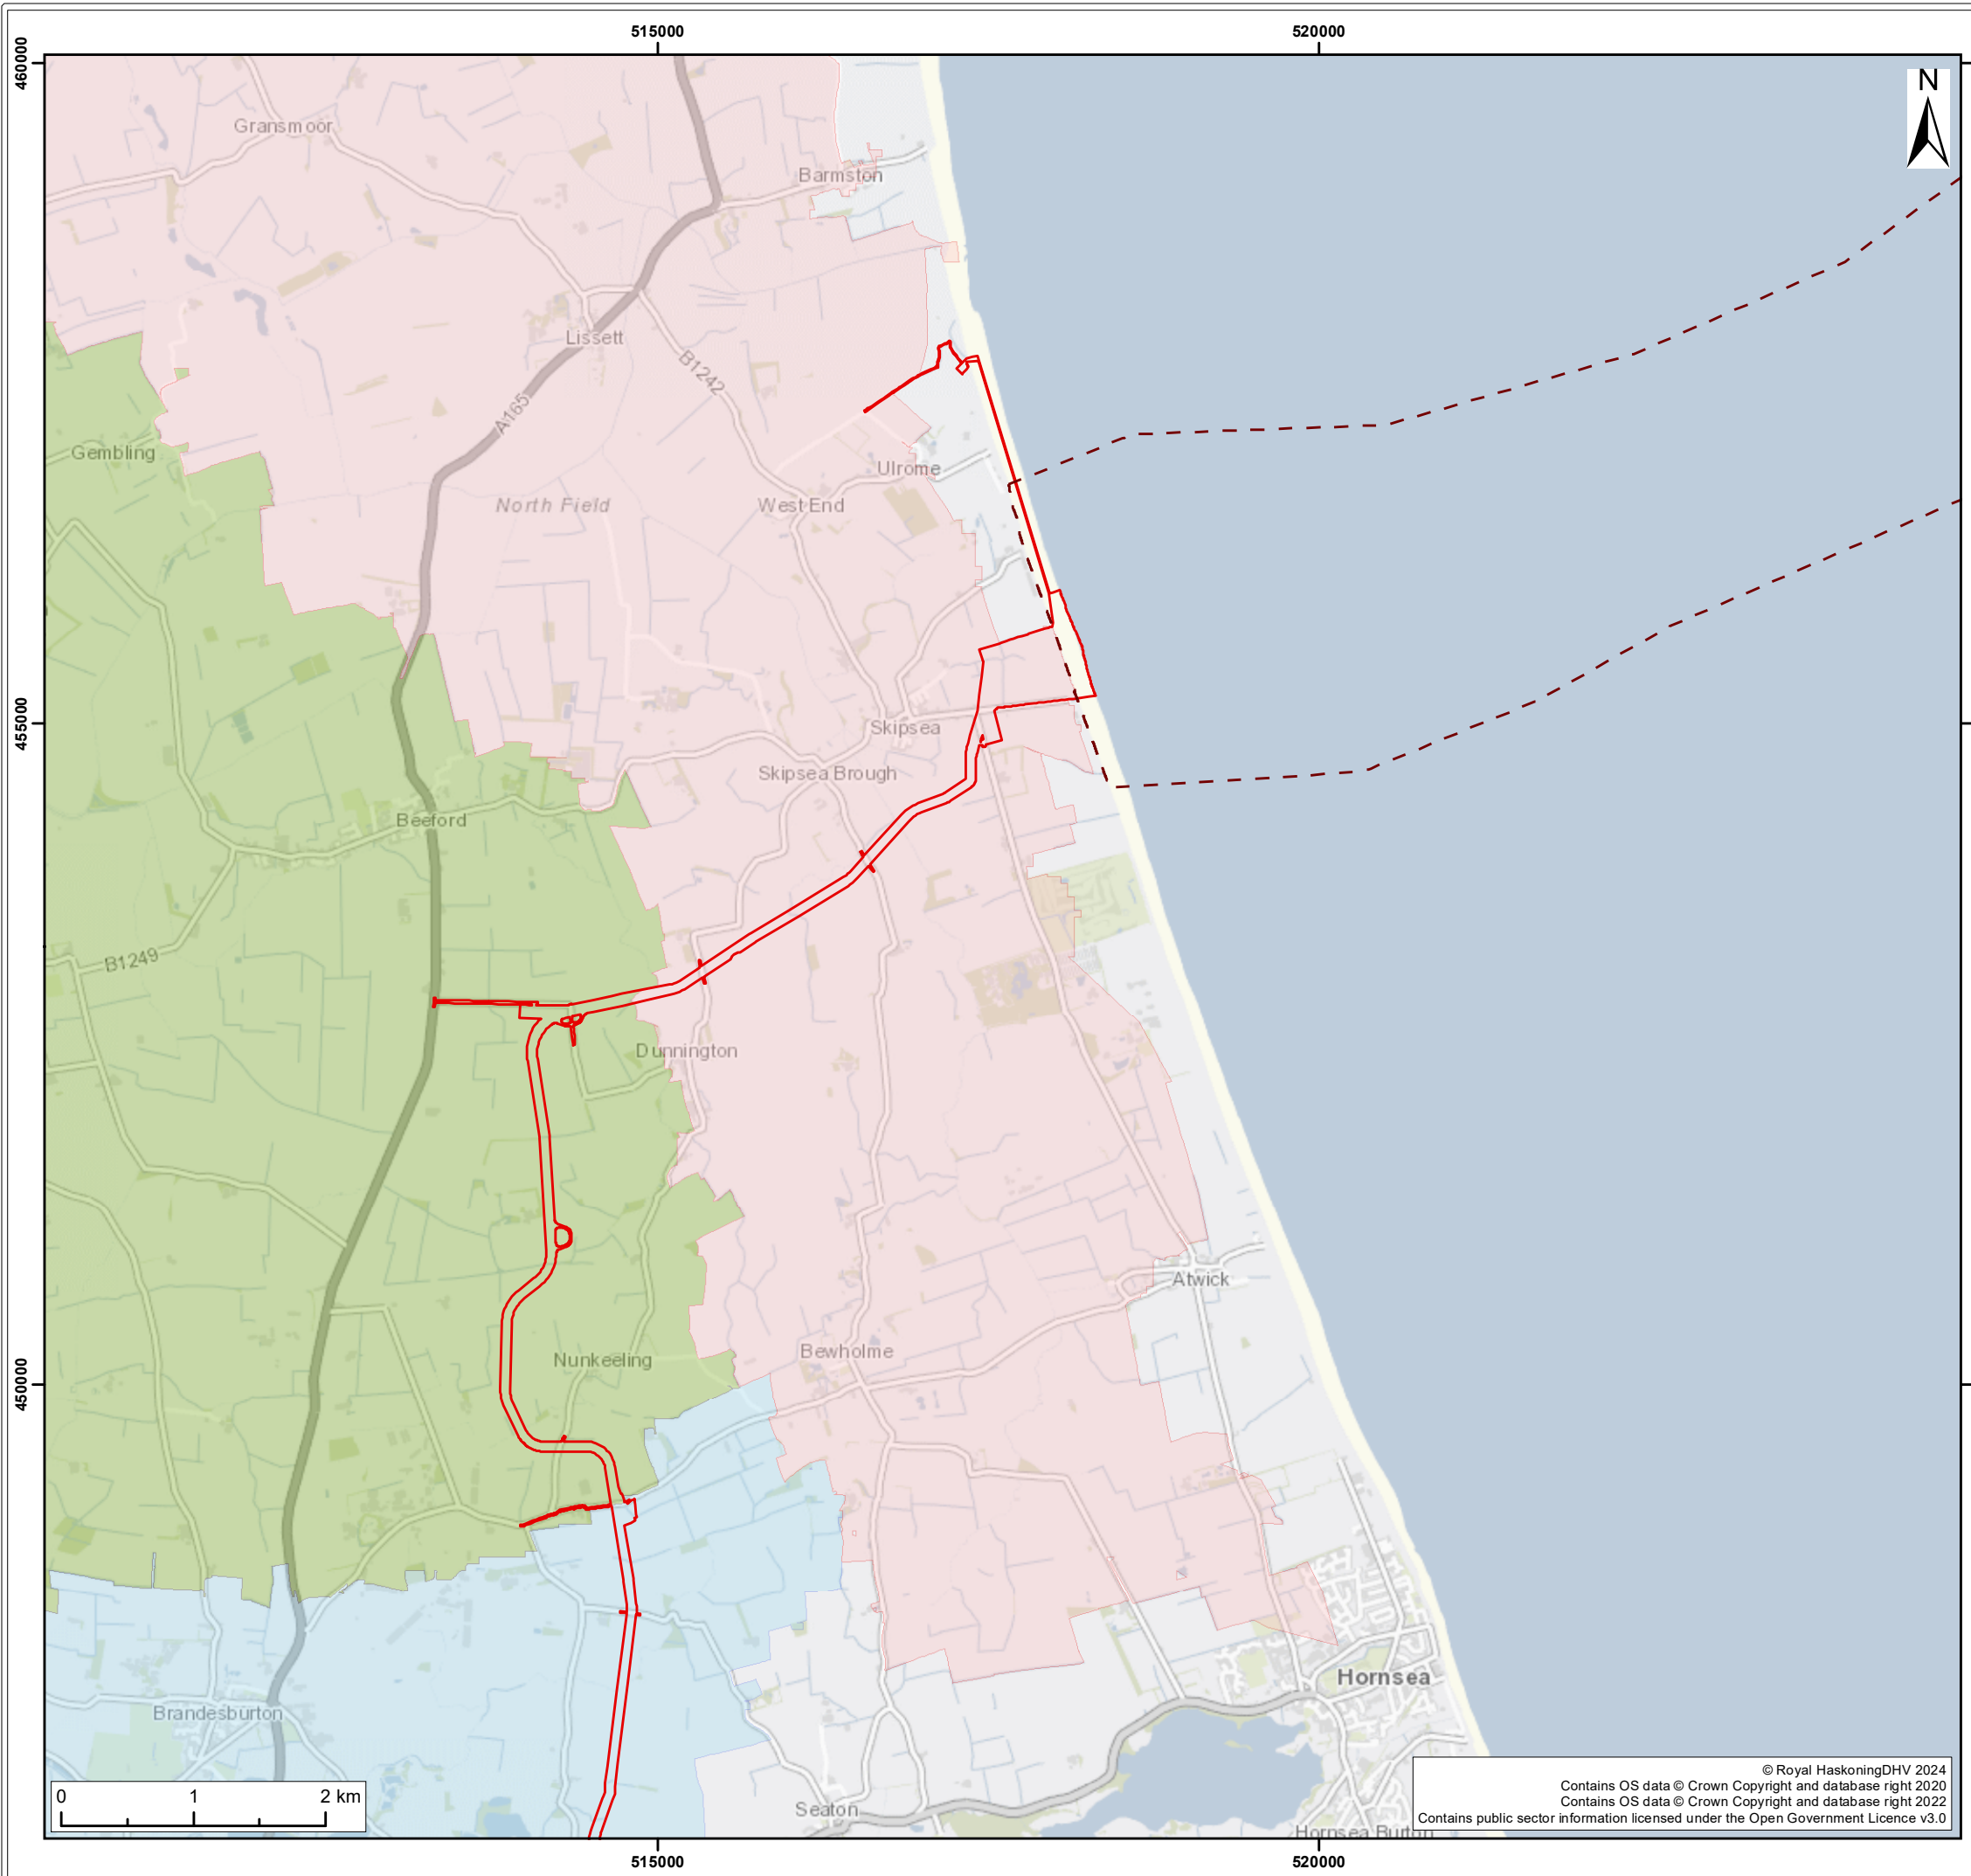 515000
520000
460000
N
Gransmoor
Barmston
Lissett
B1242
A165
Gembling
Ulrome
North Field
West End
455000
Skipsea
Skipsea Brough
Beeford
B1249
Dunnington
Atwick
Bewholme
Nunkeeling
450000
Hornsea
Brandesburton
Seaton
Hornsea Burton
0 1 2 km
© Royal HaskoningDHV 2024
Contains OS data © Crown Copyright and database right 2020
Contains OS data © Crown Copyright and database right 2022
Contains public sector information licensed under the Open Government Licence v3.0
515000
520000